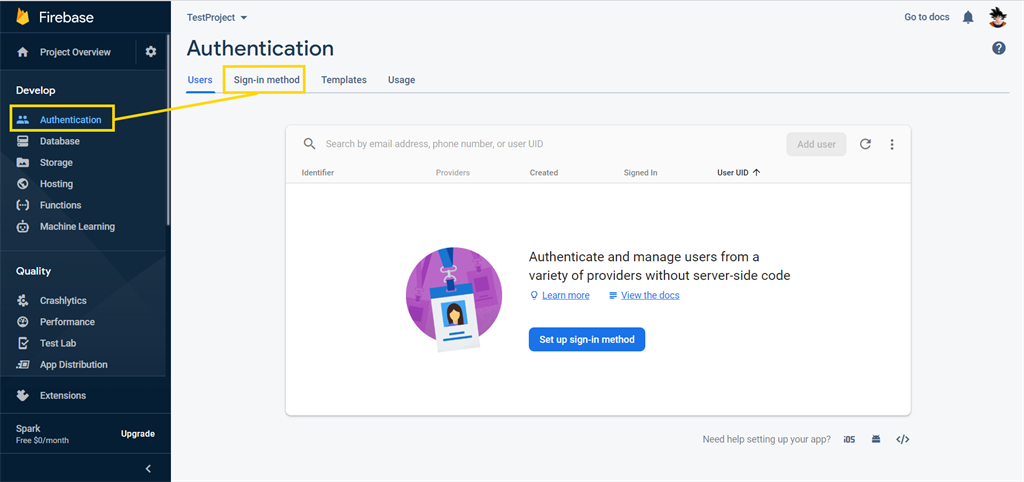 Firebase
Project Overview
Develop
Authentication
Database
Storage
Hosting
Functions
Machine Learning
Quality
Crashlytics
Performance
Test Lab
App Distribution
Extensions
Spark
Free $0/month
Upgrade
TestProject
Go to docs
Authentication
Users Sign-in method Templates Usage
Search by email address, phone number, or user UID
Add user
Identifier Providers Created Signed In User UID
Authenticate and manage users from a
variety of providers without server-side code
Learn more View the docs
Set up sign-in method
Need help setting up your app? iOS